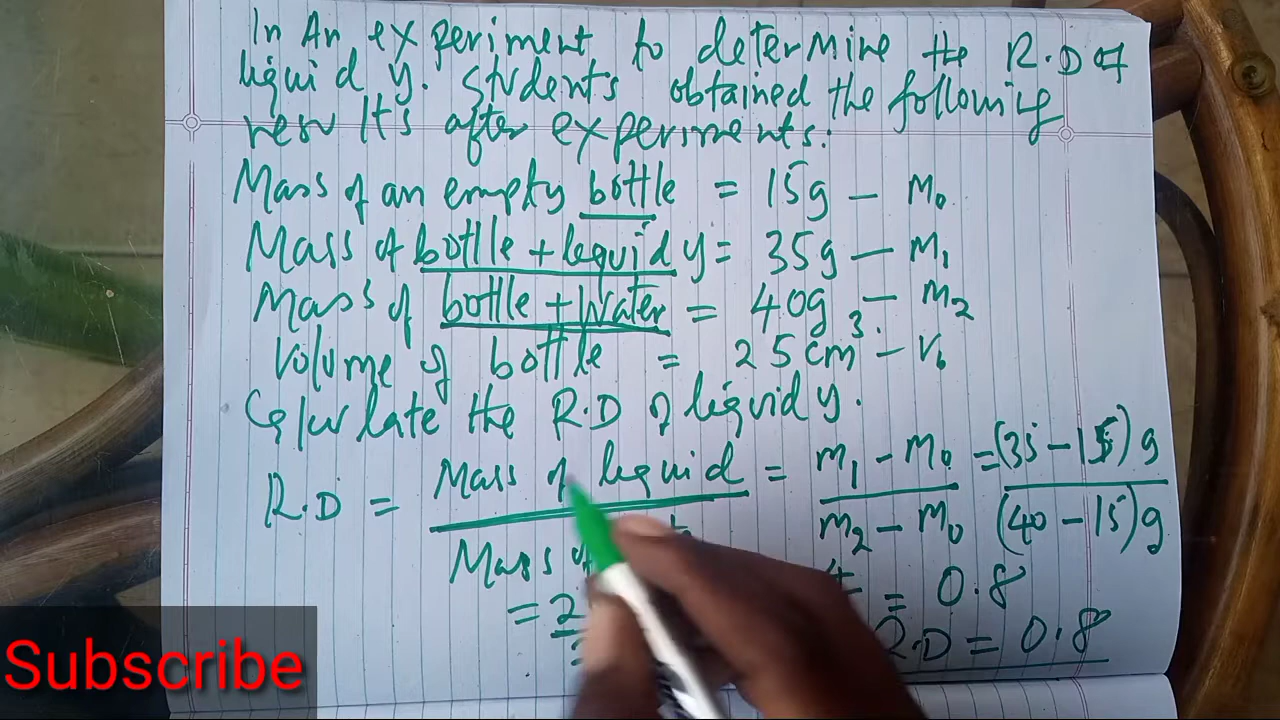 In An experiment to determine the R.D of
liquid y. Students obtained the following
results after experiments.
Mass of an empty bottle = 15g - M₀
Mass of bottle + liquid y = 35g - M₁
Mass of bottle + Water = 40g - M₂
Volume of bottle = 25cm³ - V₀
Calculate the R.D of liquid y.
R.D = Mass of liquid = M₁ - M₀ = (35 - 15)g
Mass M₂ - M₀ (40 - 15)g
= 2 = 0.8
R.D = 0.8
Subscribe